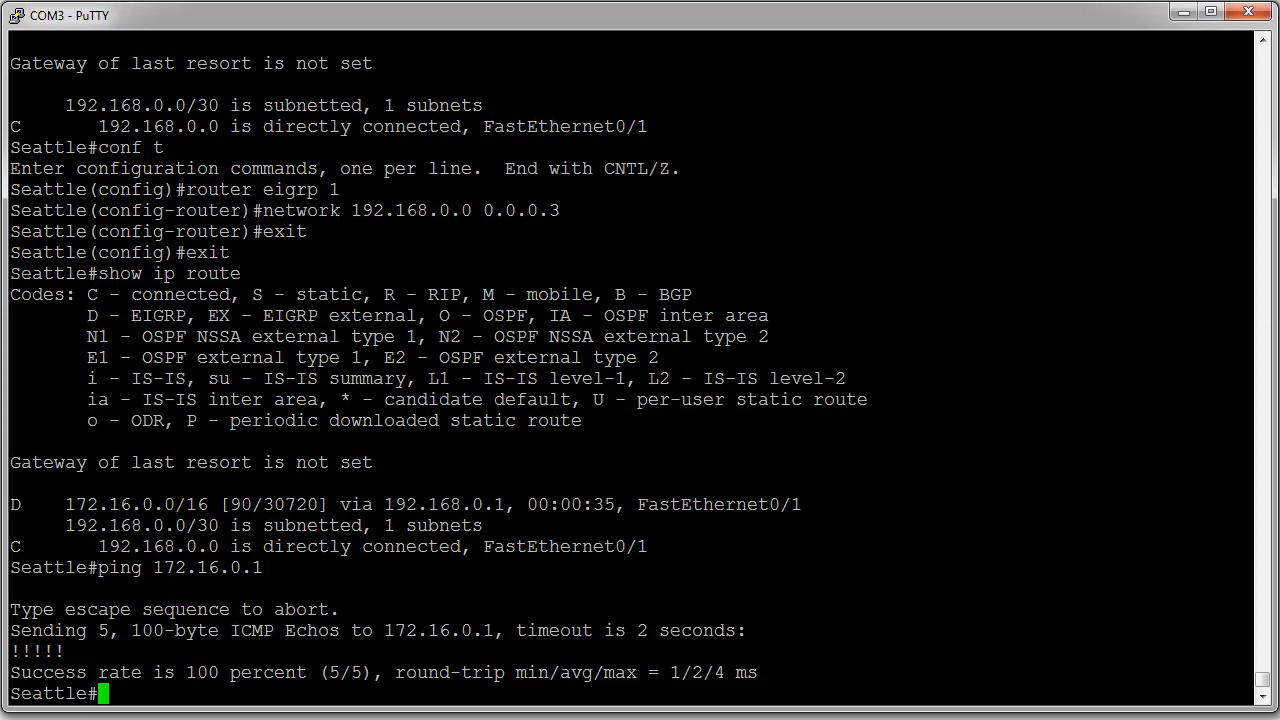 COM3 - PuTTY
Gateway of last resort is not set
     192.168.0.0/30 is subnetted, 1 subnets
C       192.168.0.0 is directly connected, FastEthernet0/1
Seattle#conf t
Enter configuration commands, one per line.  End with CNTL/Z.
Seattle(config)#router eigrp 1
Seattle(config-router)#network 192.168.0.0 0.0.0.3
Seattle(config-router)#exit
Seattle(config)#exit
Seattle#show ip route
Codes: C - connected, S - static, R - RIP, M - mobile, B - BGP
       D - EIGRP, EX - EIGRP external, O - OSPF, IA - OSPF inter area
       N1 - OSPF NSSA external type 1, N2 - OSPF NSSA external type 2
       E1 - OSPF external type 1, E2 - OSPF external type 2
       i - IS-IS, su - IS-IS summary, L1 - IS-IS level-1, L2 - IS-IS level-2
       ia - IS-IS inter area, * - candidate default, U - per-user static route
       o - ODR, P - periodic downloaded static route
Gateway of last resort is not set
D    172.16.0.0/16 [90/30720] via 192.168.0.1, 00:00:35, FastEthernet0/1
     192.168.0.0/30 is subnetted, 1 subnets
C       192.168.0.0 is directly connected, FastEthernet0/1
Seattle#ping 172.16.0.1
Type escape sequence to abort.
Sending 5, 100-byte ICMP Echos to 172.16.0.1, timeout is 2 seconds:
!!!!!
Success rate is 100 percent (5/5), round-trip min/avg/max = 1/2/4 ms
Seattle#